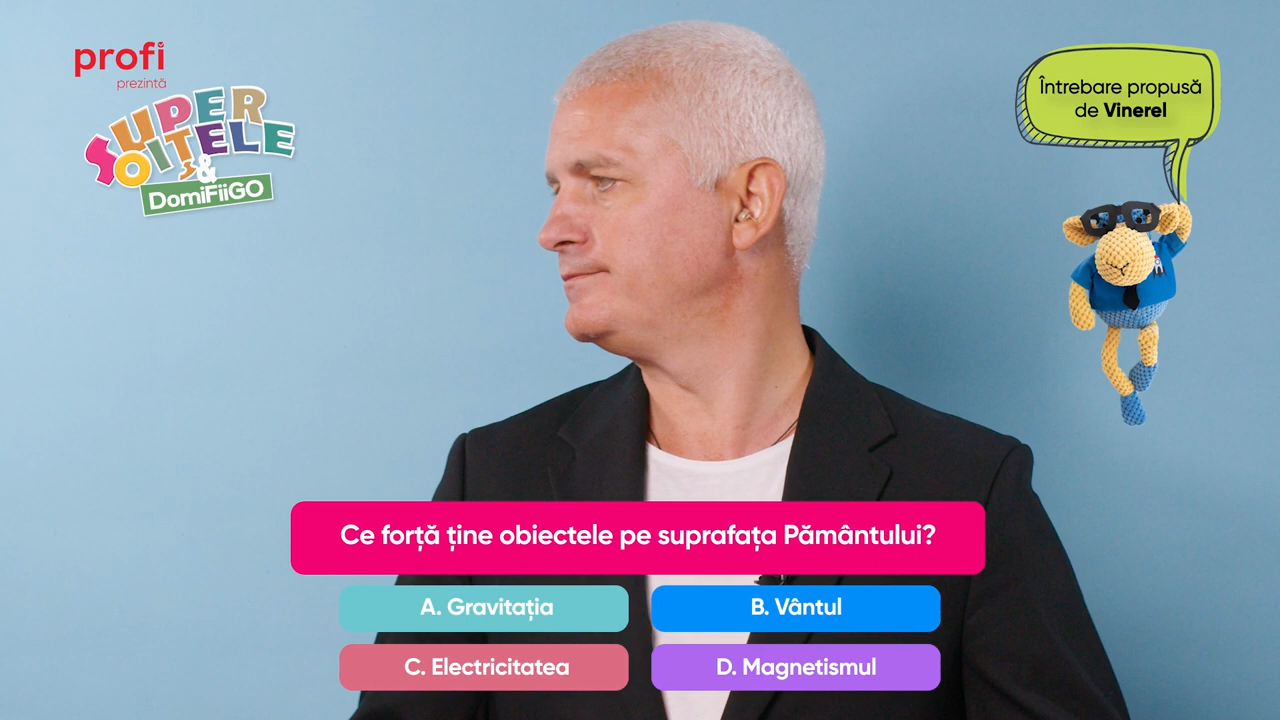 profi
prezintă
SUPER
ȘOIȚELE
&
DomiFiiGO
Întrebare propusă
de Vinerel
Ce forță ține obiectele pe suprafața Pământului?
A. Gravitația
B. Vântul
C. Electricitatea
D. Magnetismul